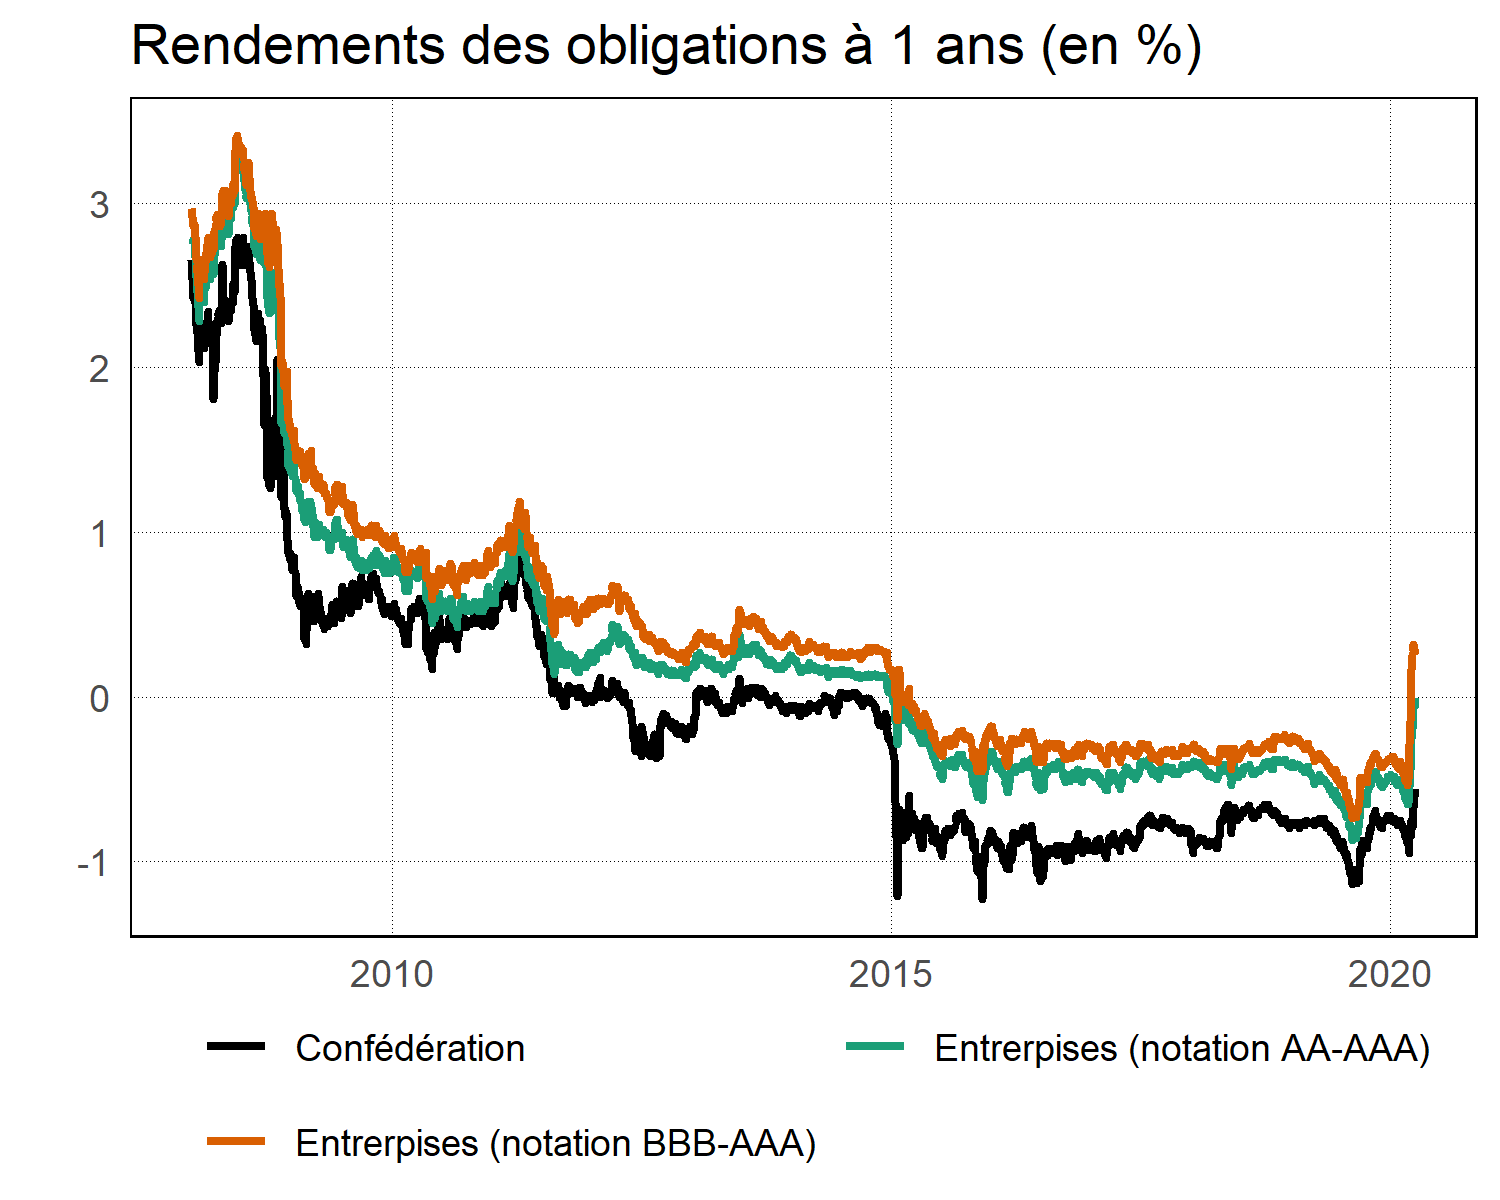 Rendements des obligations à 1 ans (en %)
3
2
1
0
-1
2010 2015 2020
Confédération
Entrerpises (notation AA-AAA)
Entrerpises (notation BBB-AAA)